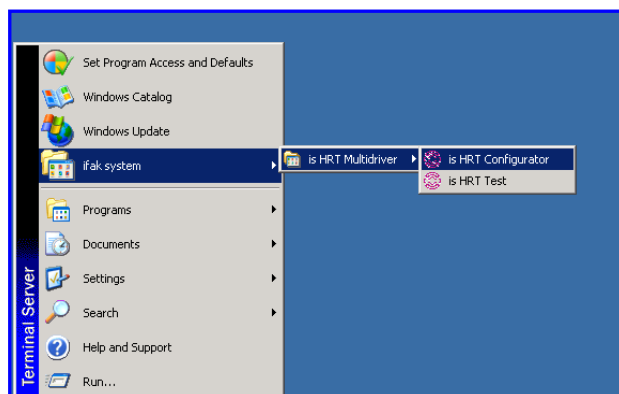 Set Program Access and Defaults
Windows Catalog
Windows Update
ifak system
is HRT Multidriver
is HRT Configurator
is HRT Test
Programs
Documents
Settings
Search
Help and Support
Run...
Terminal Server